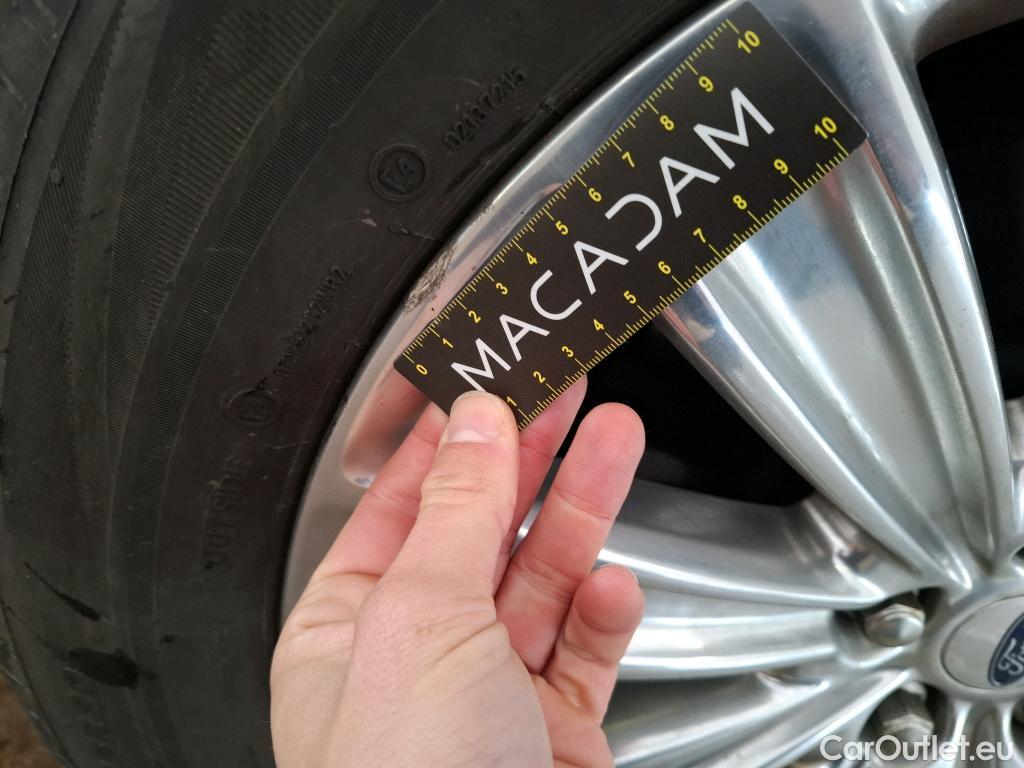 0 1 2 3 4 5 6 7 8 9 10
MACADAM
1 2 3 4 5 6 7 8 9 10
E4 02137215
OUTSIDE
Ford
CarOutlet.eu